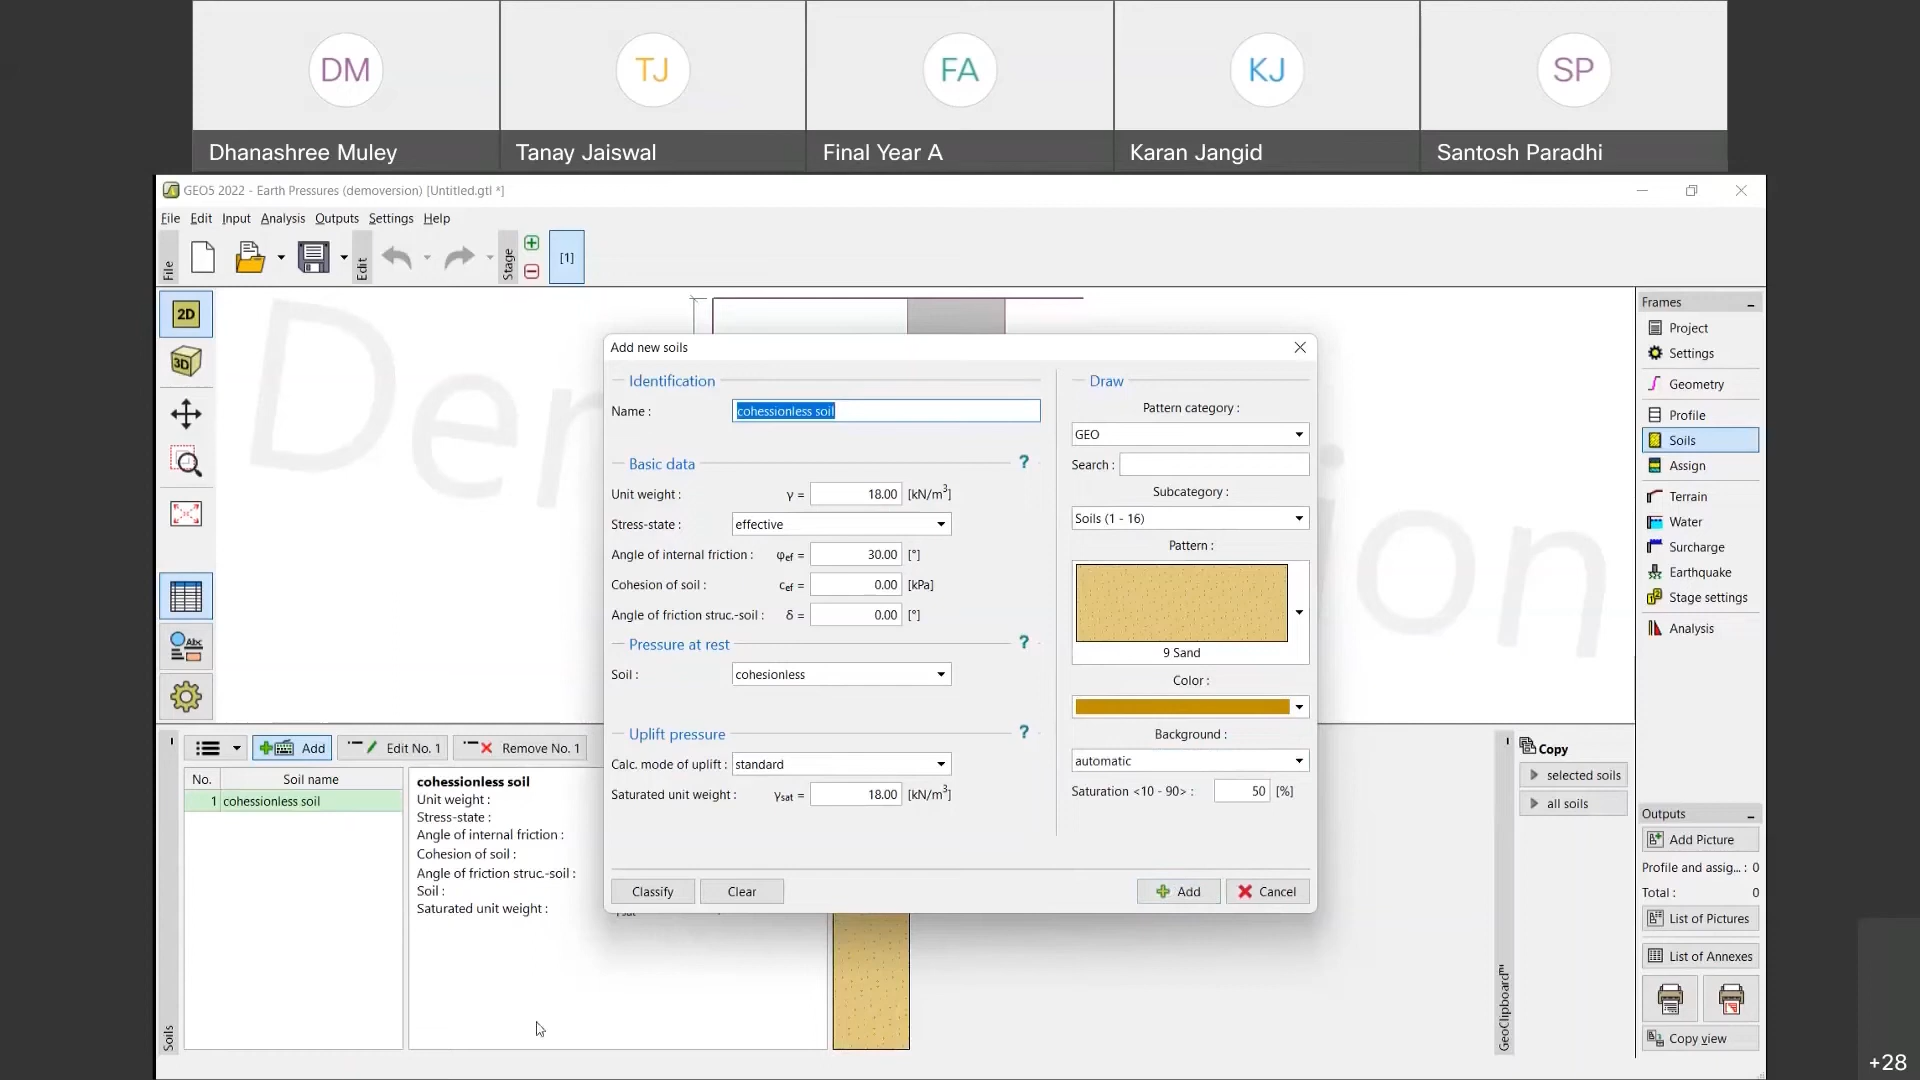 DM
TJ
FA
KJ
SP
Dhanashree Muley
Tanay Jaiswal
Final Year A
Karan Jangid
Santosh Paradhi
GEO5 2022 - Earth Pressures (demoversion) [Untitled.gtl *]
File Edit Input Analysis Outputs Settings Help
File
Edit
Stage
[1]
2D
3D
Abc
Add new soils
Identification
Name : cohessionless soil
Basic data ?
Unit weight : γ = 18.00 [kN/m3]
Stress-state : effective
Angle of internal friction : φef = 30.00 [°]
Cohesion of soil : cef = 0.00 [kPa]
Angle of friction struc.-soil : δ = 0.00 [°]
Pressure at rest ?
Soil : cohesionless
Uplift pressure ?
Calc. mode of uplift : standard
Saturated unit weight : γsat = 18.00 [kN/m3]
Draw
Pattern category :
GEO
Search :
Subcategory :
Soils (1 - 16)
Pattern :
9 Sand
Color :
Background :
automatic
Saturation <10 - 90> : 50 [%]
Classify
Clear
Add
Cancel
Frames
Project
Settings
Geometry
Profile
Soils
Assign
Terrain
Water
Surcharge
Earthquake
Stage settings
Analysis
Add
Edit No. 1
Remove No. 1
No. Soil name
1 cohessionless soil
cohessionless soil
Unit weight :
Stress-state :
Angle of internal friction :
Cohesion of soil :
Angle of friction struc.-soil :
Soil :
Saturated unit weight :
Soils
GeoClipboard™
Copy
selected soils
all soils
Outputs
Add Picture
Profile and assig... : 0
Total : 0
List of Pictures
List of Annexes
Copy view
+28